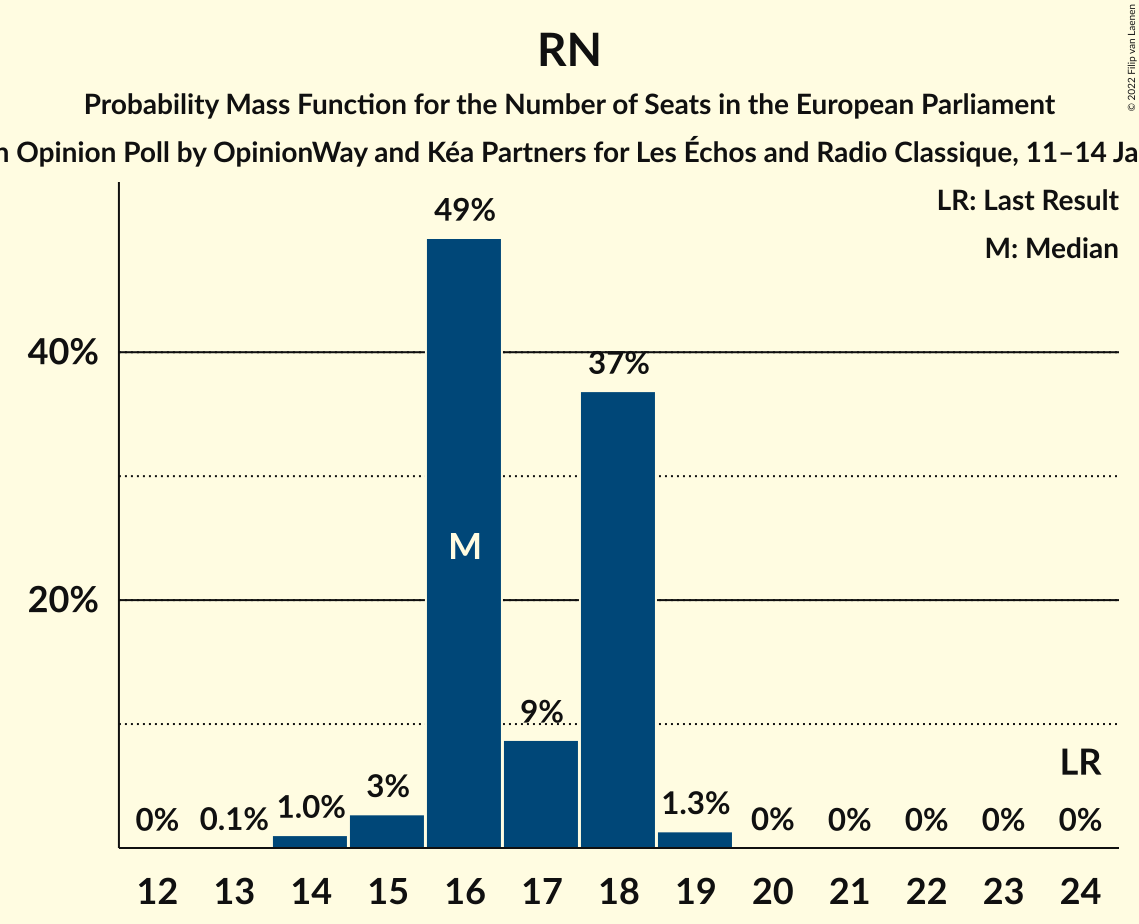 RN
Probability Mass Function for the Number of Seats in the European Parliament
Opinion Poll by OpinionWay and Kéa Partners for Les Échos and Radio Classique, 11–14 Ja
© 2022 Filip van Laenen
LR: Last Result
M: Median
49%
40%
37%
M
20%
9%
LR
3%
0% 0.1% 1.0% 1.3% 0% 0% 0% 0% 0%
12 13 14 15 16 17 18 19 20 21 22 23 24